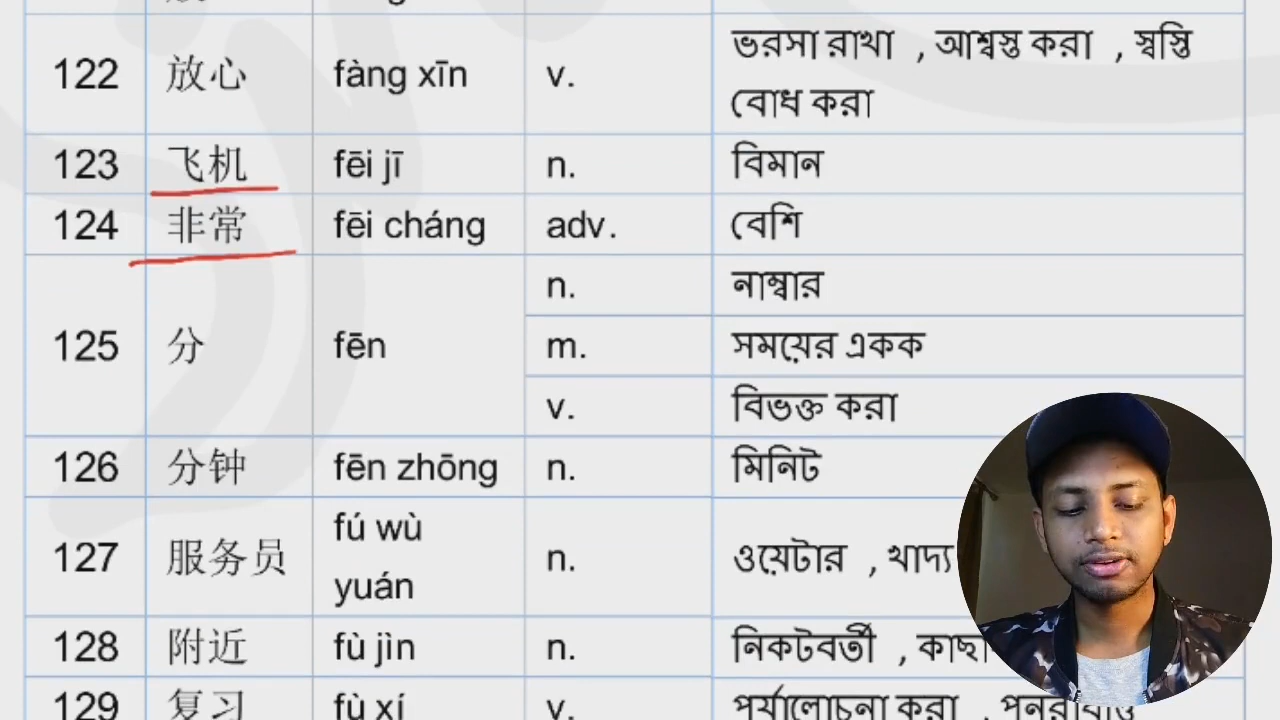 122 放心 fàng xīn v. ভরসা রাখা , আশ্বস্ত করা , স্বস্তি
বোধ করা
123 飞机 fēi jī n. বিমান
124 非常 fēi cháng adv. বেশি
125 分 fēn
n. নাম্বার
m. সময়ের একক
v. বিভক্ত করা
126 分钟 fēn zhōng n. মিনিট
127 服务员 fú wù
yuán n. ওয়েটার , খাদ্য
128 附近 fù jìn n. নিকটবর্তী ,
129 复习 fù xí v. পর্যালোচনা করা ,